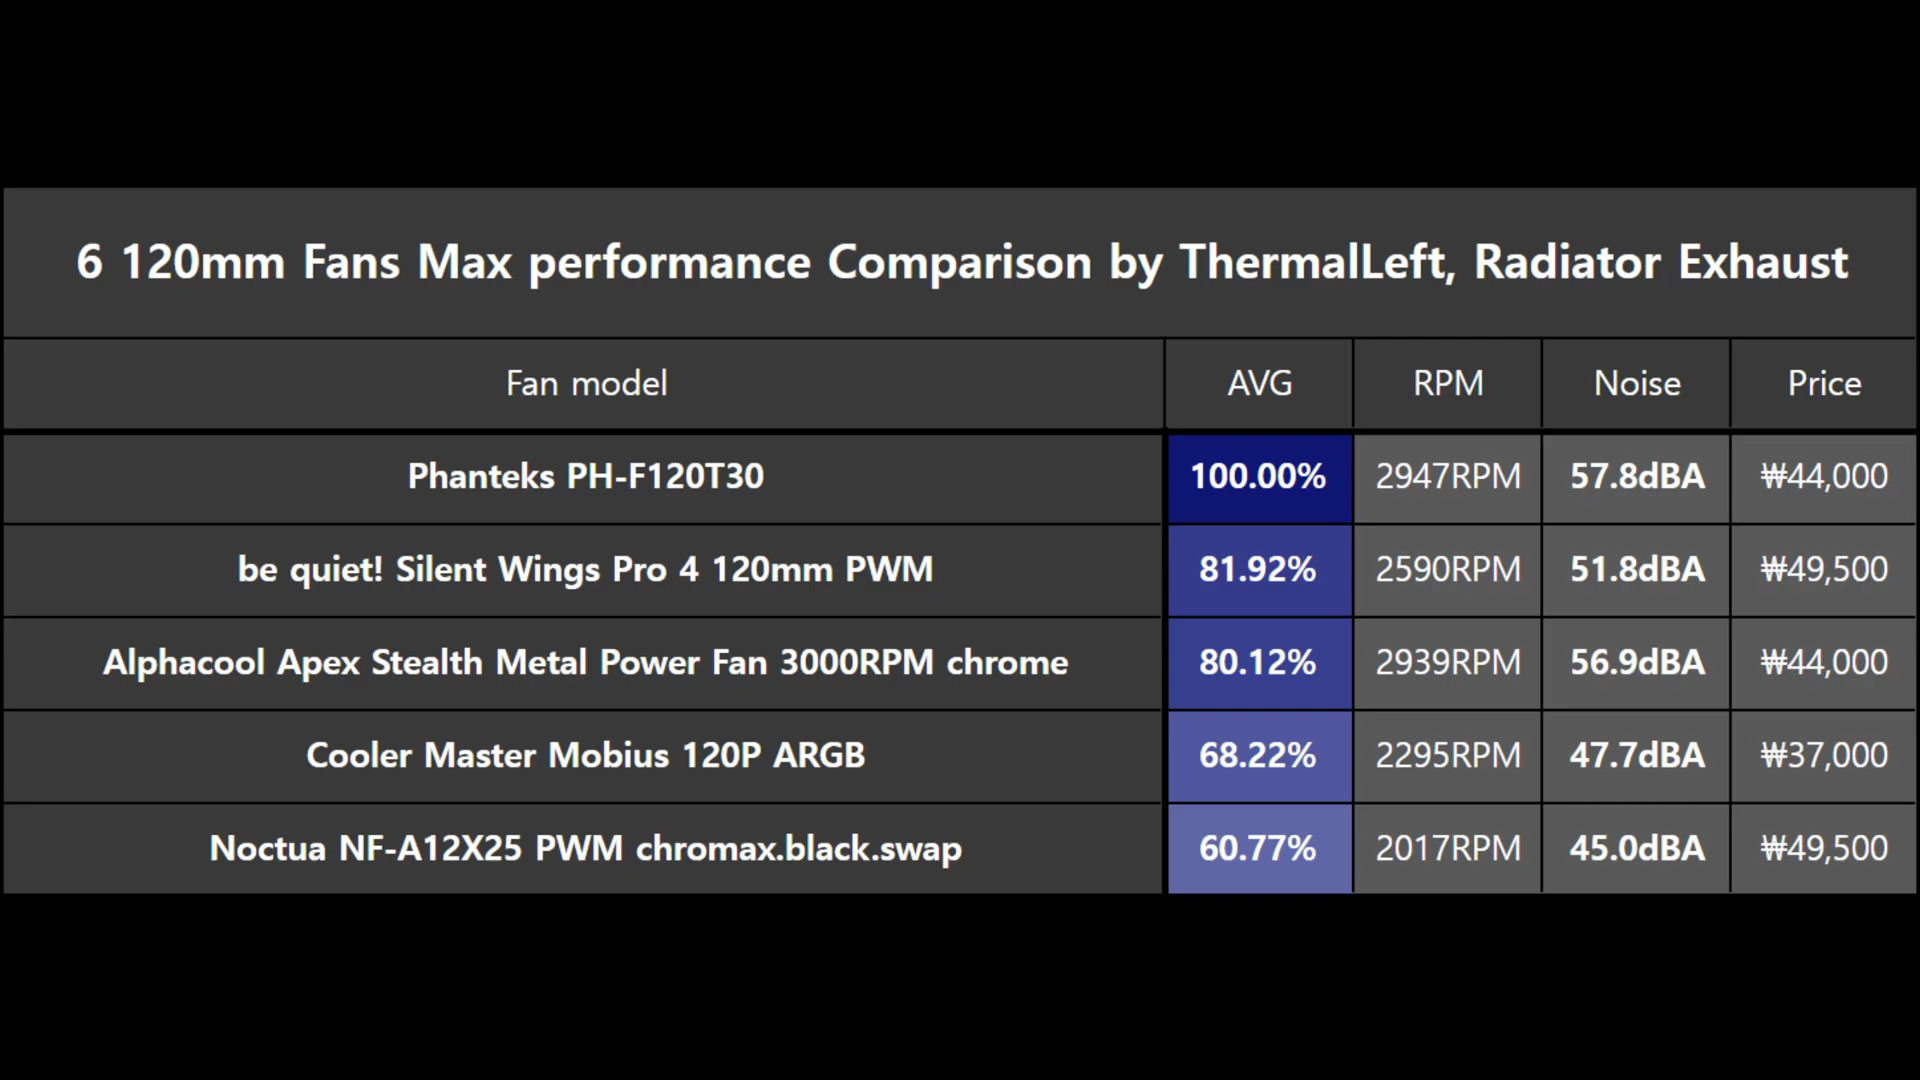 6 120mm Fans Max performance Comparison by ThermalLeft, Radiator Exhaust
Fan model AVG RPM Noise Price
Phanteks PH-F120T30 100.00% 2947RPM 57.8dBA ₩44,000
be quiet! Silent Wings Pro 4 120mm PWM 81.92% 2590RPM 51.8dBA ₩49,500
Alphacool Apex Stealth Metal Power Fan 3000RPM chrome 80.12% 2939RPM 56.9dBA ₩44,000
Cooler Master Mobius 120P ARGB 68.22% 2295RPM 47.7dBA ₩37,000
Noctua NF-A12X25 PWM chromax.black.swap 60.77% 2017RPM 45.0dBA ₩49,500